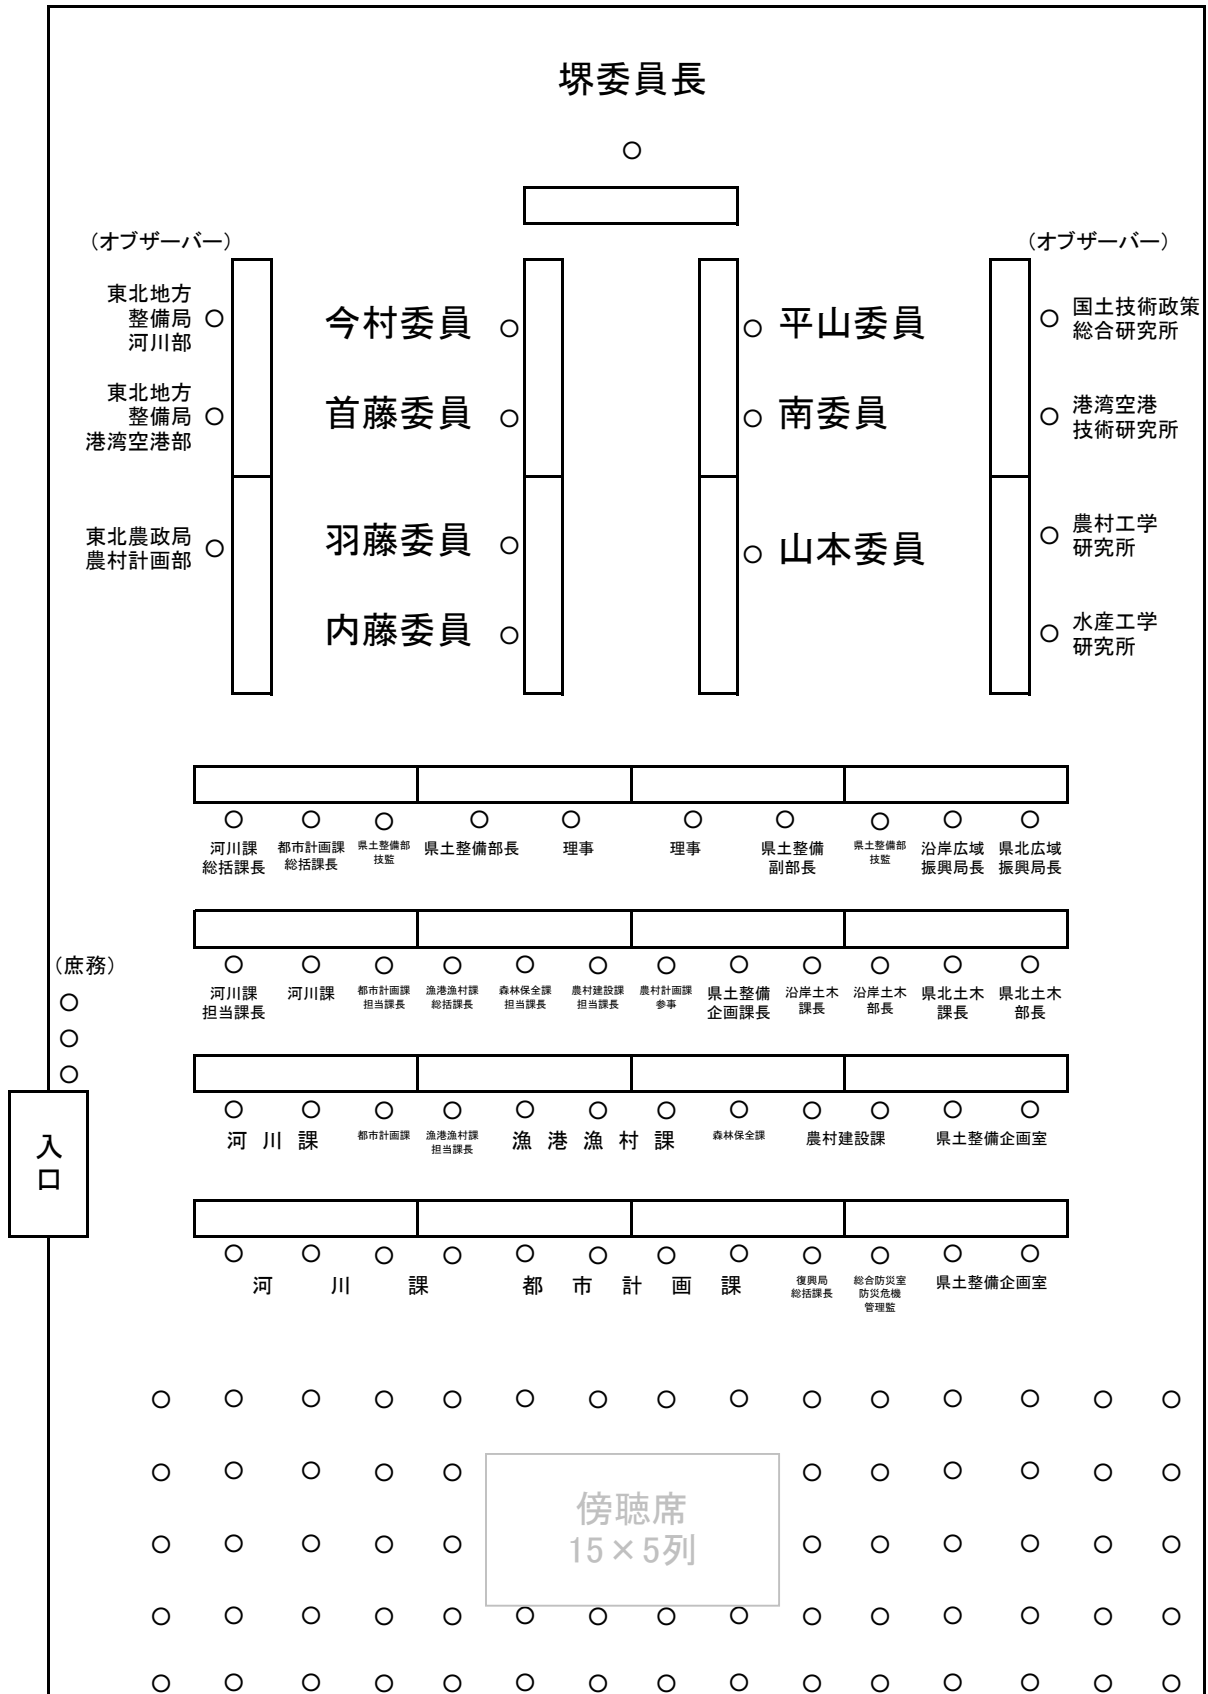 堺委員長
（オブザーバー）
（オブザーバー）
東北地方
整備局
河川部
今村委員
平山委員
国土技術政策
総合研究所
東北地方
整備局
港湾空港部
首藤委員
南委員
港湾空港
技術研究所
東北農政局
農村計画部
羽藤委員
山本委員
農村工学
研究所
内藤委員
水産工学
研究所
河川課
総括課長
都市計画課
総括課長
県土整備部
技監
県土整備部長
理事
理事
県土整備
副部長
県土整備部
技監
沿岸広域
振興局長
県北広域
振興局長
（庶務）
河川課
担当課長
河川課
都市計画課
担当課長
漁港漁村課
総括課長
森林保全課
担当課長
農村建設課
担当課長
農村計画課
参事
県土整備
企画課長
沿岸土木
課長
沿岸土木
部長
県北土木
課長
県北土木
部長
入
口
河川課
都市計画課
漁港漁村課
担当課長
漁港漁村課
森林保全課
農村建設課
県土整備企画室
河川課
都市計画課
復興局
総括課長
総合防災室
防災危機
管理監
県土整備企画室
傍聴席
15×5列